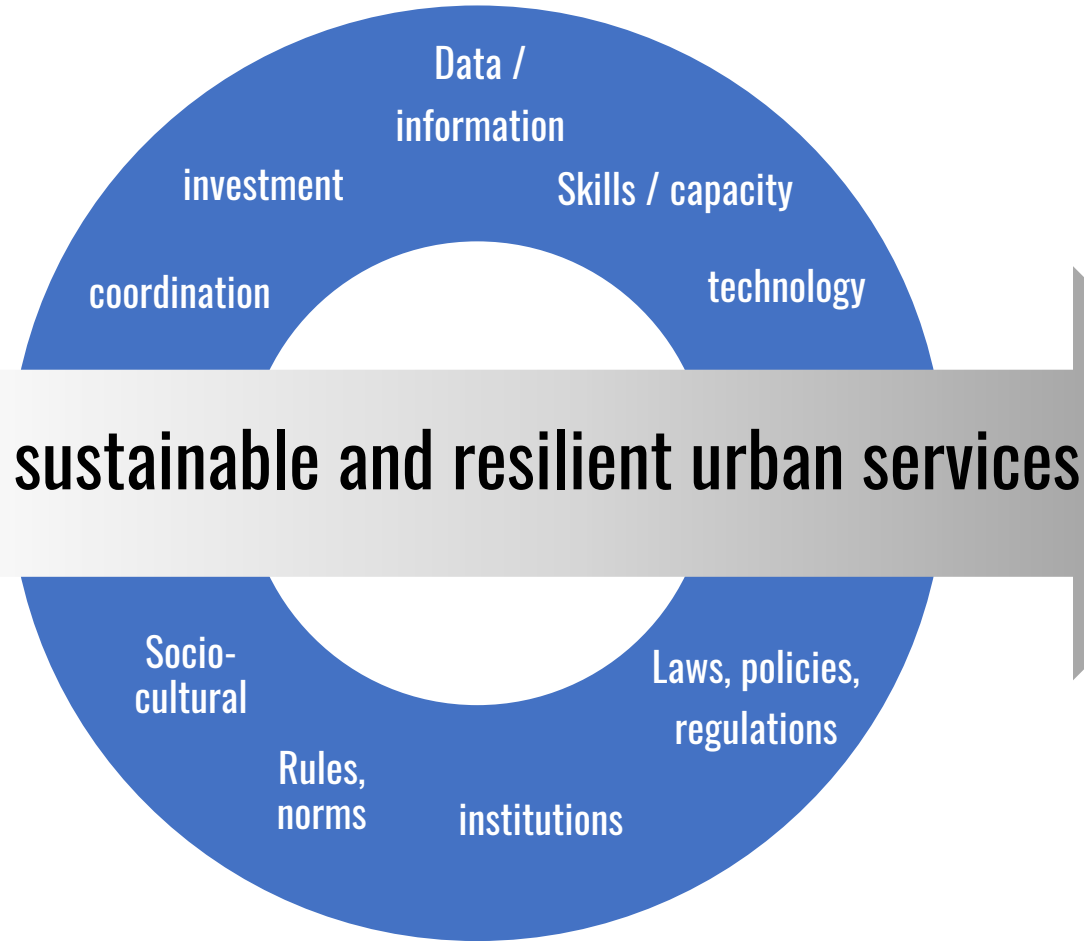 Data /
information
investment
Skills / capacity
coordination
technology
sustainable and resilient urban services
Socio-
cultural
Laws, policies,
regulations
Rules,
norms
institutions